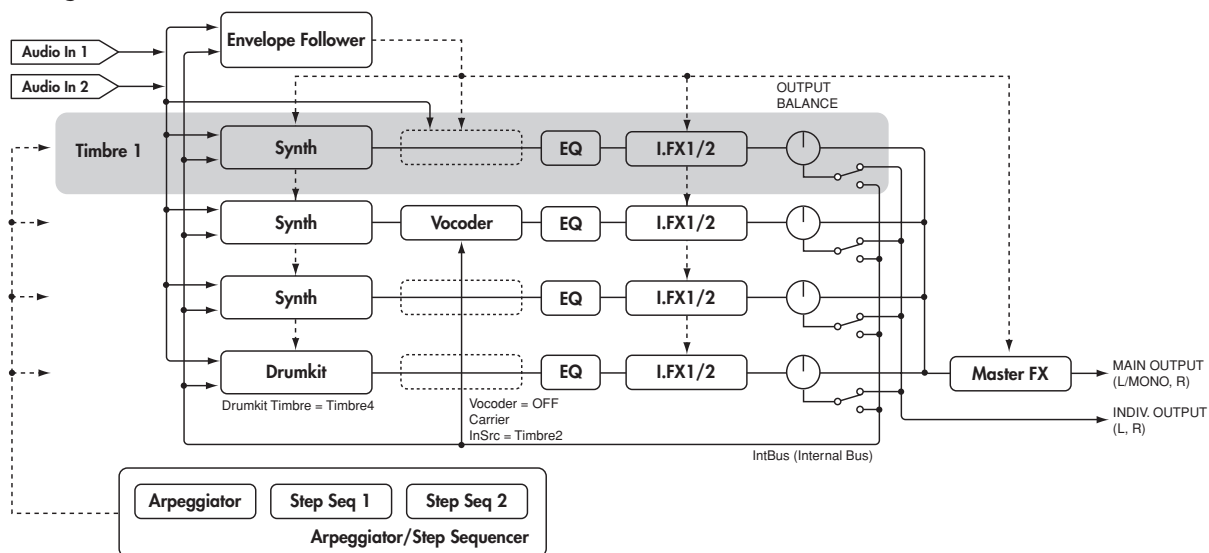 Envelope Follower
Audio In 1
Audio In 2
OUTPUT
BALANCE
Timbre 1
Synth
EQ
I.FX1/2
Synth
Vocoder
EQ
I.FX1/2
Synth
EQ
I.FX1/2
Drumkit
EQ
I.FX1/2
Master FX
MAIN OUTPUT
(L/MONO, R)
Drumkit Timbre = Timbre4
Vocoder = OFF
Carrier
InSrc = Timbre2
INDIV. OUTPUT
(L, R)
IntBus (Internal Bus)
Arpeggiator
Step Seq 1
Step Seq 2
Arpeggiator/Step Sequencer